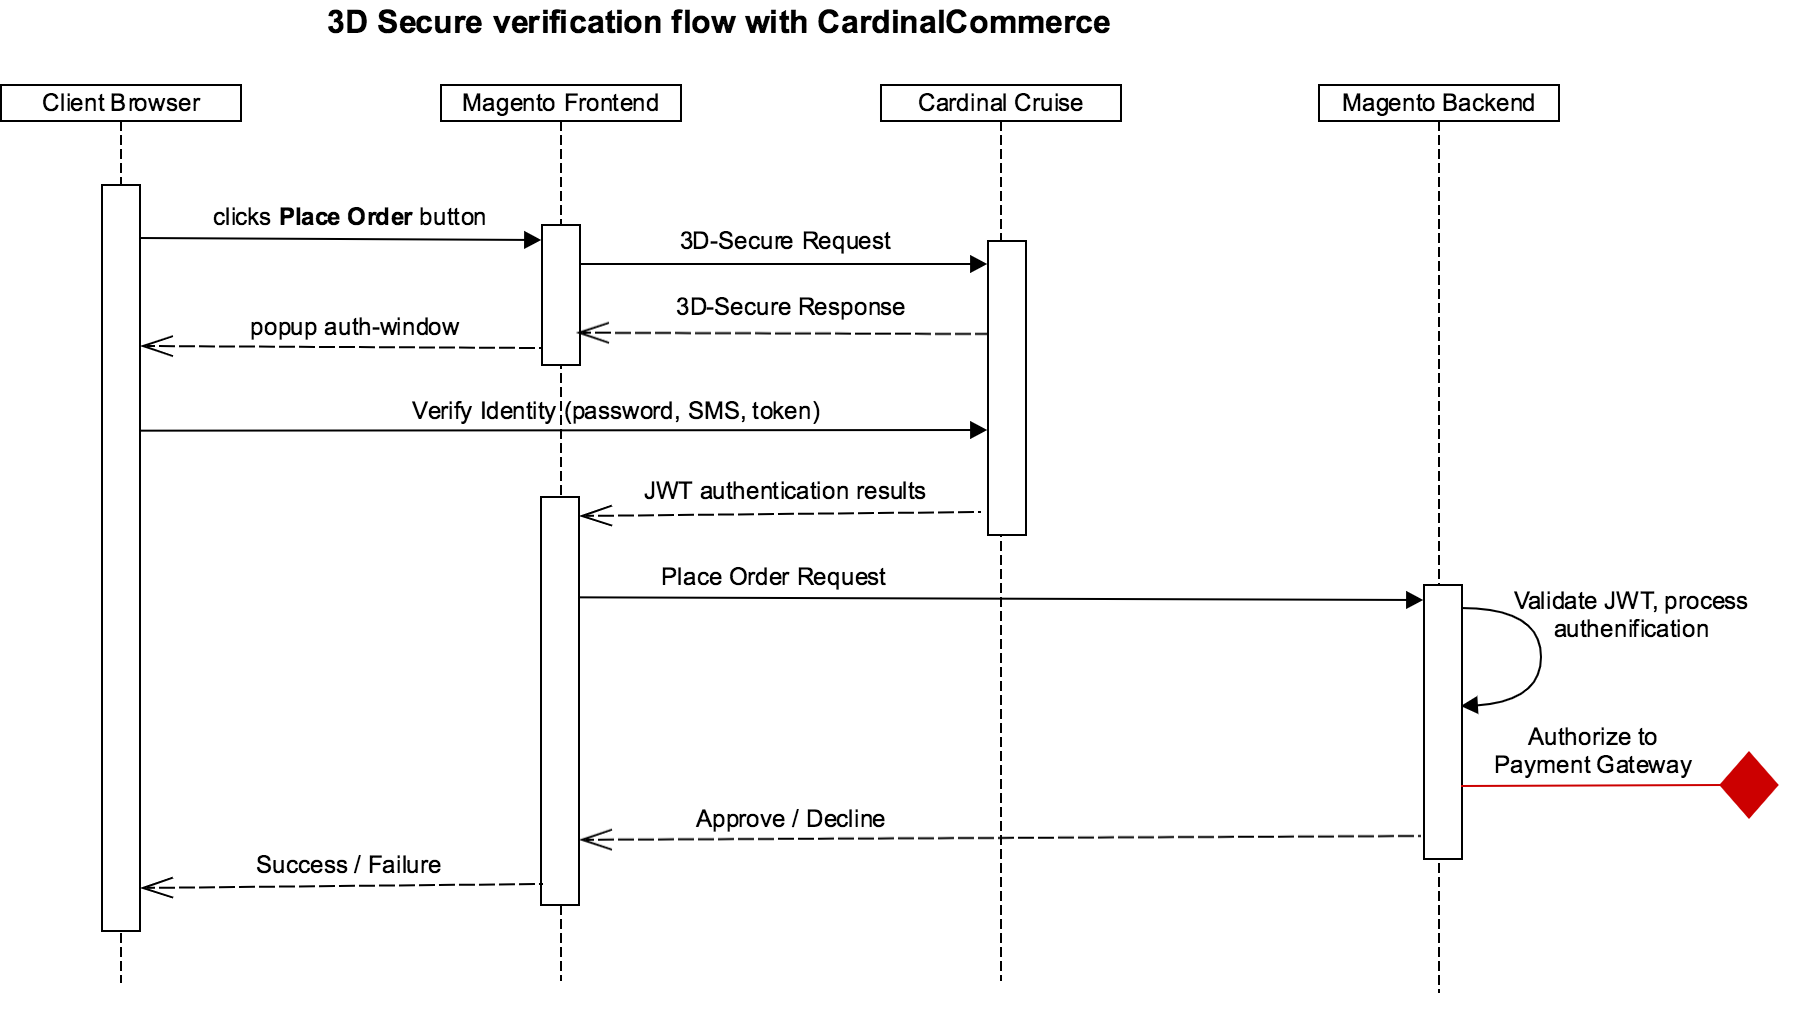 3D Secure verification flow with CardinalCommerce
Client Browser
Magento Frontend
Cardinal Cruise
Magento Backend
clicks Place Order button
3D-Secure Request
3D-Secure Response
popup auth-window
Verify Identity (password, SMS, token)
JWT authentication results
Place Order Request
Validate JWT, process
authenification
Authorize to
Payment Gateway
Approve / Decline
Success / Failure